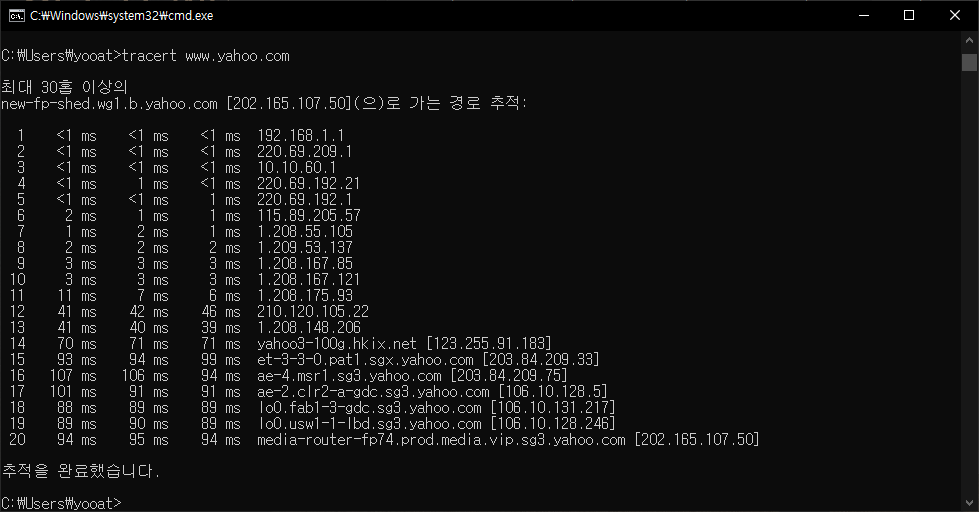 C:₩Windows₩system32₩cmd.exe
C:₩Users₩yooat>tracert www.yahoo.com
최대 30홉 이상의
new-fp-shed.wg1.b.yahoo.com [202.165.107.50](으)로 가는 경로 추적:
1 <1 ms <1 ms <1 ms 192.168.1.1
2 <1 ms <1 ms <1 ms 220.69.209.1
3 <1 ms <1 ms <1 ms 10.10.60.1
4 <1 ms 1 ms <1 ms 220.69.192.21
5 <1 ms <1 ms 1 ms 220.69.192.1
6 2 ms 1 ms 1 ms 115.89.205.57
7 1 ms 2 ms 1 ms 1.208.55.105
8 2 ms 2 ms 2 ms 1.209.53.137
9 3 ms 3 ms 3 ms 1.208.167.85
10 3 ms 3 ms 3 ms 1.208.167.121
11 11 ms 7 ms 6 ms 1.208.175.93
12 41 ms 42 ms 46 ms 210.120.105.22
13 41 ms 40 ms 39 ms 1.208.148.206
14 70 ms 71 ms 71 ms yahoo3-100g.hkix.net [123.255.91.183]
15 93 ms 94 ms 99 ms et-3-3-0.pat1.sgx.yahoo.com [203.84.209.33]
16 107 ms 106 ms 94 ms ae-4.msr1.sg3.yahoo.com [203.84.209.75]
17 101 ms 91 ms 91 ms ae-2.clr2-a-gdc.sg3.yahoo.com [106.10.128.5]
18 88 ms 89 ms 89 ms lo0.fab1-3-gdc.sg3.yahoo.com [106.10.131.217]
19 89 ms 90 ms 89 ms lo0.usw1-1-lbd.sg3.yahoo.com [106.10.128.246]
20 94 ms 95 ms 94 ms media-router-fp74.prod.media.vip.sg3.yahoo.com [202.165.107.50]
추적을 완료했습니다.
C:₩Users₩yooat>